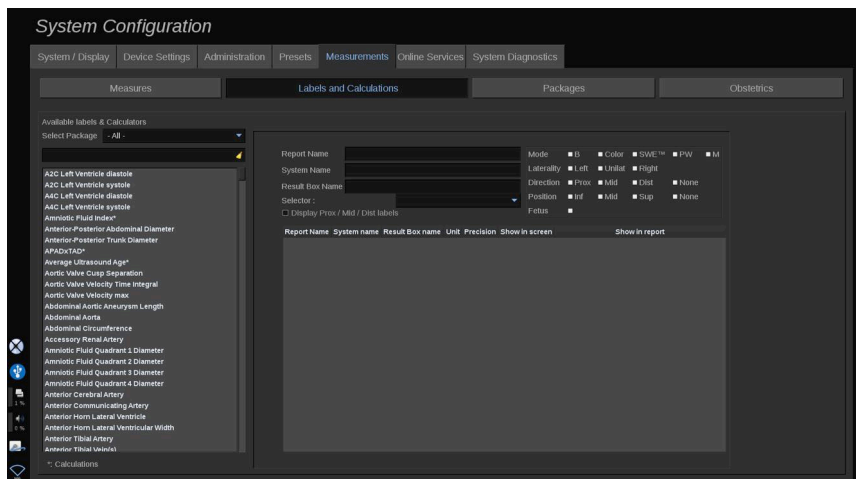 System Configuration
System / Display Device Settings Administration Presets Measurements Online Services System Diagnostics
Measures Labels and Calculations Packages Obstetrics
Available labels & Calculators
Select Package - All -
Report Name
System Name
Result Box Name
Selector :
Display Prox / Mid / Dist labels
Mode B Color SWE™ PW M
Laterality Left Unilat Right
Direction Prox Mid Dist None
Position Inf Mid Sup None
Fetus
Report Name System name Result Box name Unit Precision Show in screen Show in report
A2C Left Ventricle diastole
A2C Left Ventricle systole
A4C Left Ventricle diastole
A4C Left Ventricle systole
Amniotic Fluid Index*
Anterior-Posterior Abdominal Diameter
Anterior-Posterior Trunk Diameter
APADxTAD*
Average Ultrasound Age*
Aortic Valve Cusp Separation
Aortic Valve Velocity Time Integral
Aortic Valve Velocity max
Abdominal Aortic Aneurysm Length
Abdominal Aorta
Abdominal Circumference
Accessory Renal Artery
Amniotic Fluid Quadrant 1 Diameter
Amniotic Fluid Quadrant 2 Diameter
Amniotic Fluid Quadrant 3 Diameter
Amniotic Fluid Quadrant 4 Diameter
Anterior Cerebral Artery
Anterior Communicating Artery
Anterior Horn Lateral Ventricle
Anterior Horn Lateral Ventricular Width
Anterior Tibial Artery
Anterior Tibial Vein(s)
*: Calculations
1 %